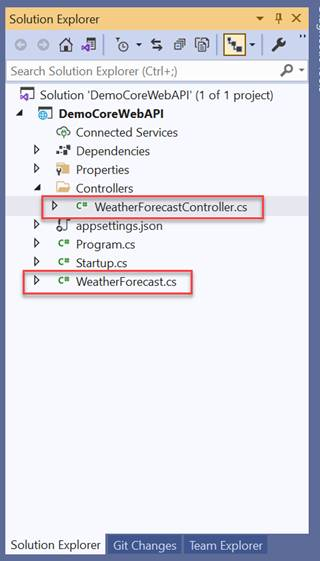 Solution Explorer
Search Solution Explorer (Ctrl+;)
Solution 'DemoCoreWebAPI' (1 of 1 project)
DemoCoreWebAPI
Connected Services
Dependencies
Properties
Controllers
C# WeatherForecastController.cs
appsettings.json
C# Program.cs
C# Startup.cs
C# WeatherForecast.cs
Solution Explorer Git Changes Team Explorer